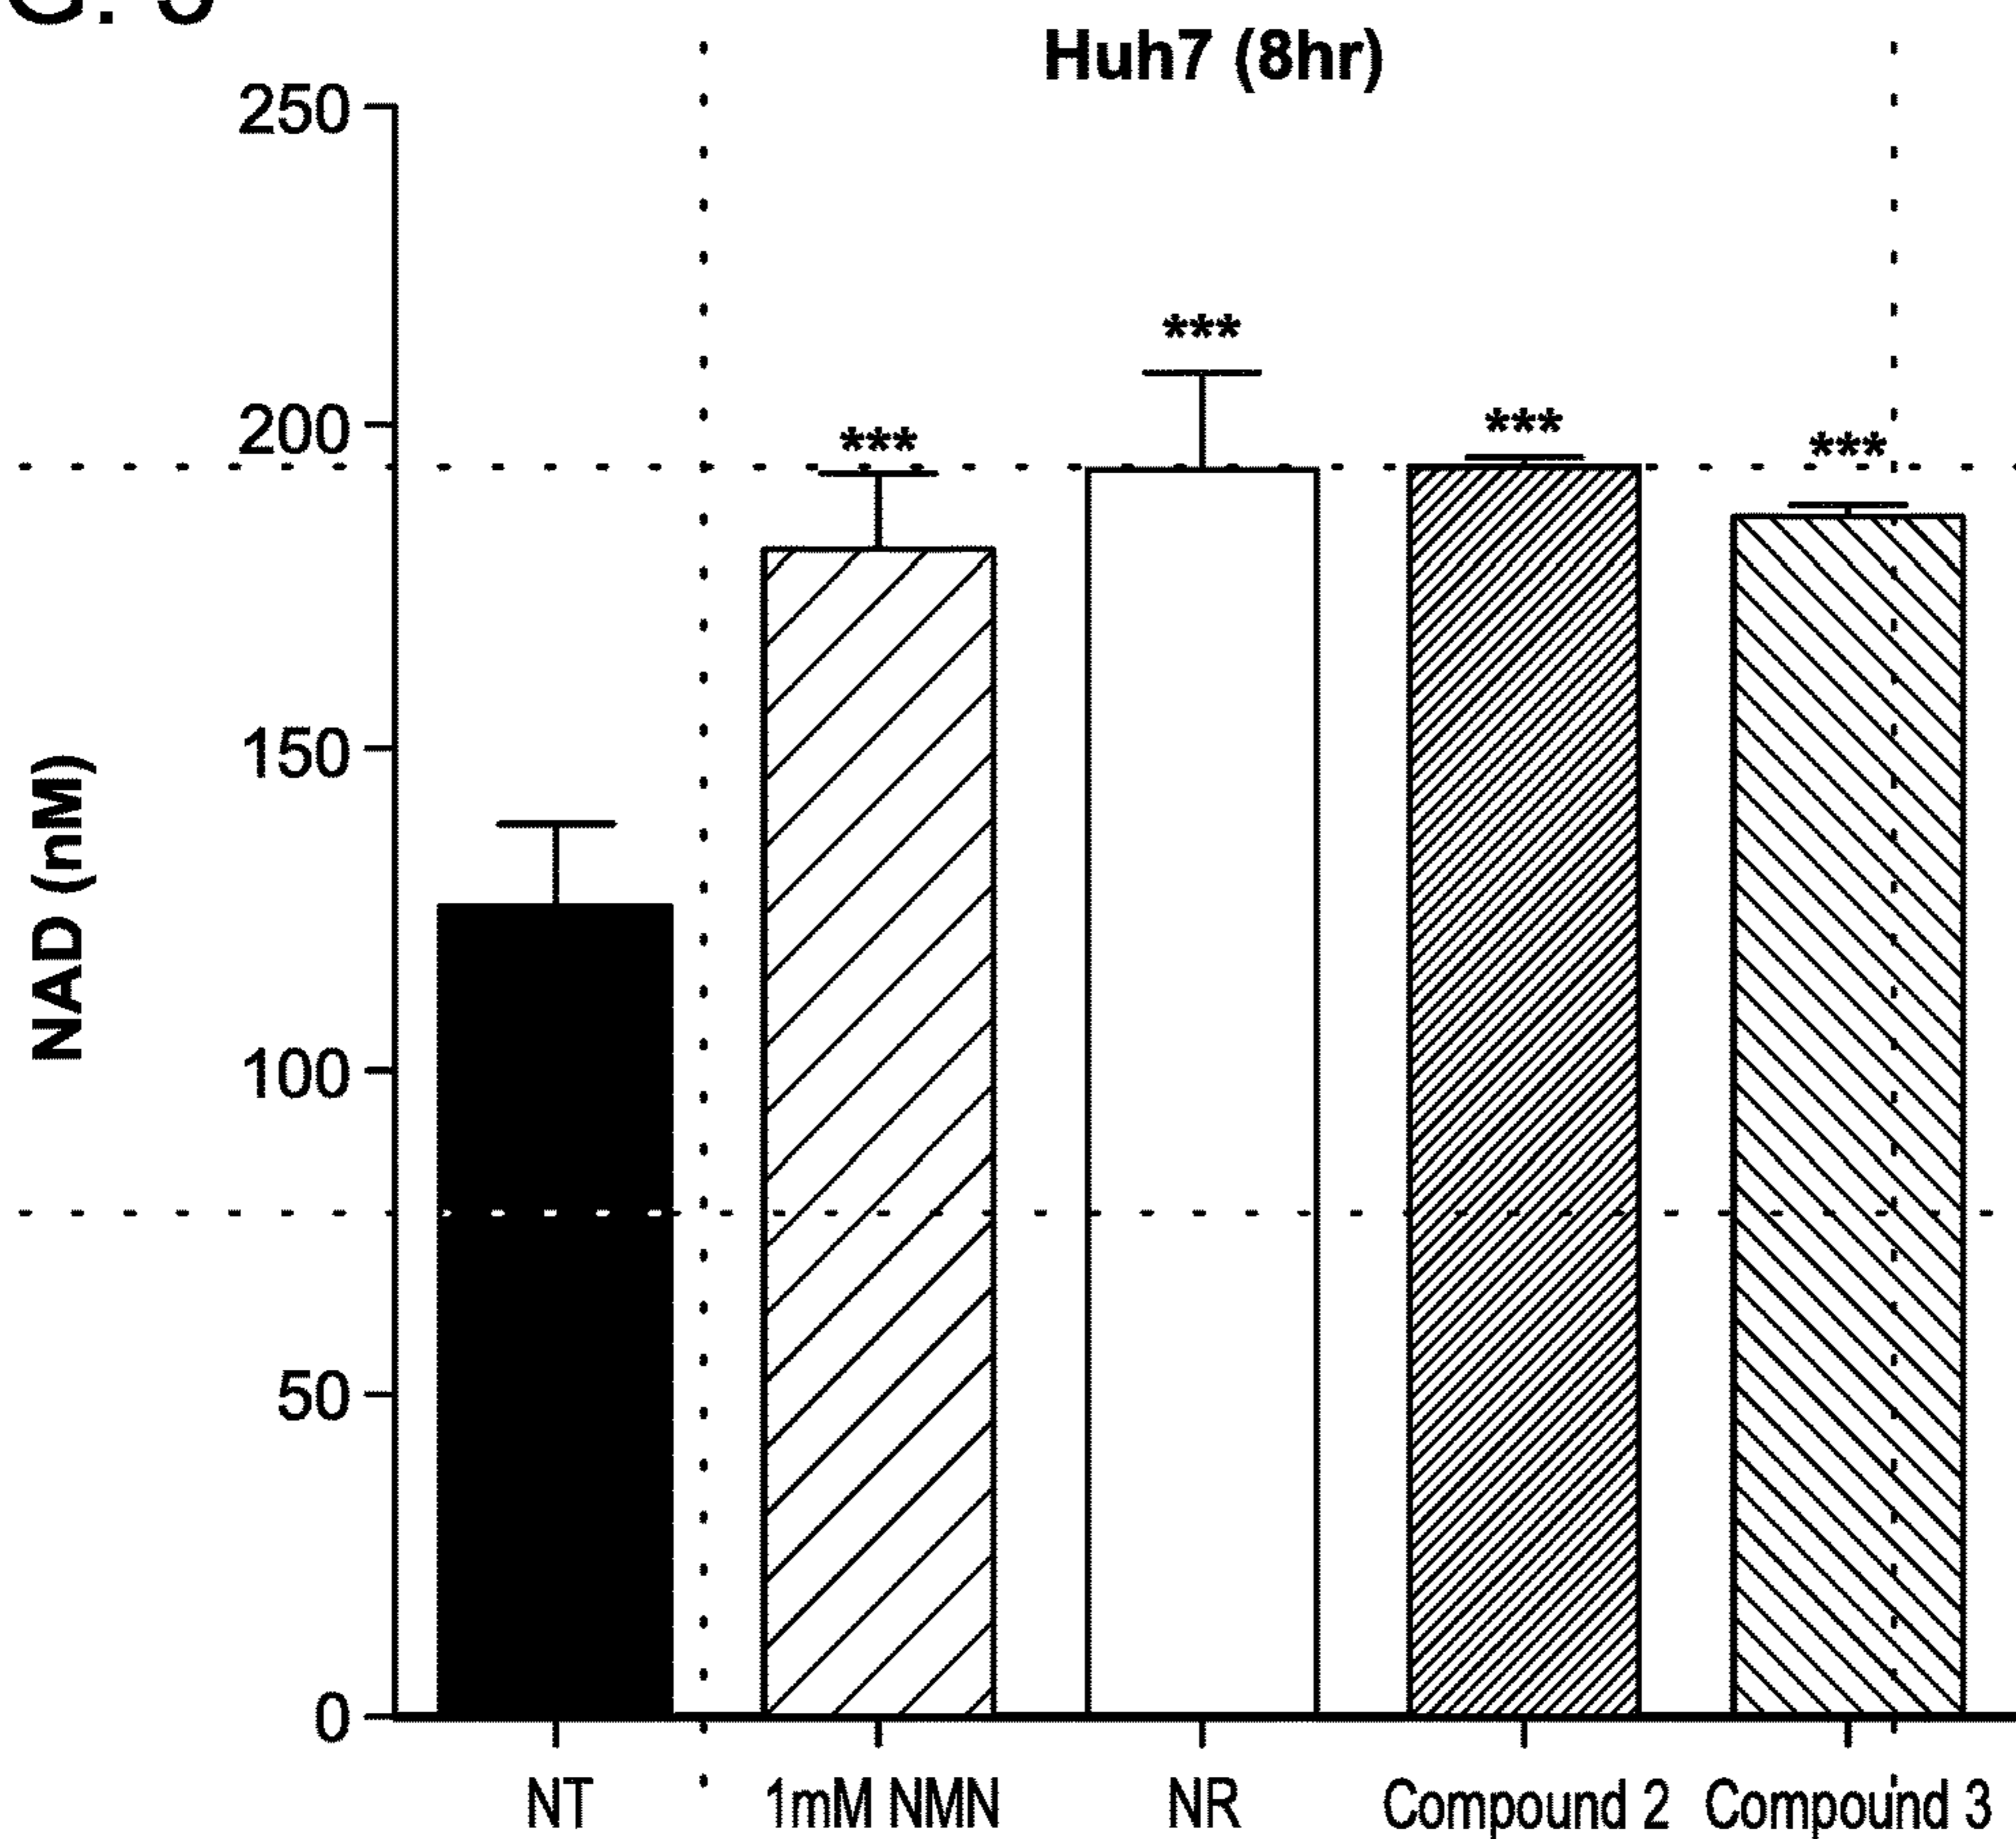 Huh7 (8hr)
250
200
150
100
50
0
NAD (nM)
***
***
***
***
NT
1mM NMN
NR
Compound 2
Compound 3